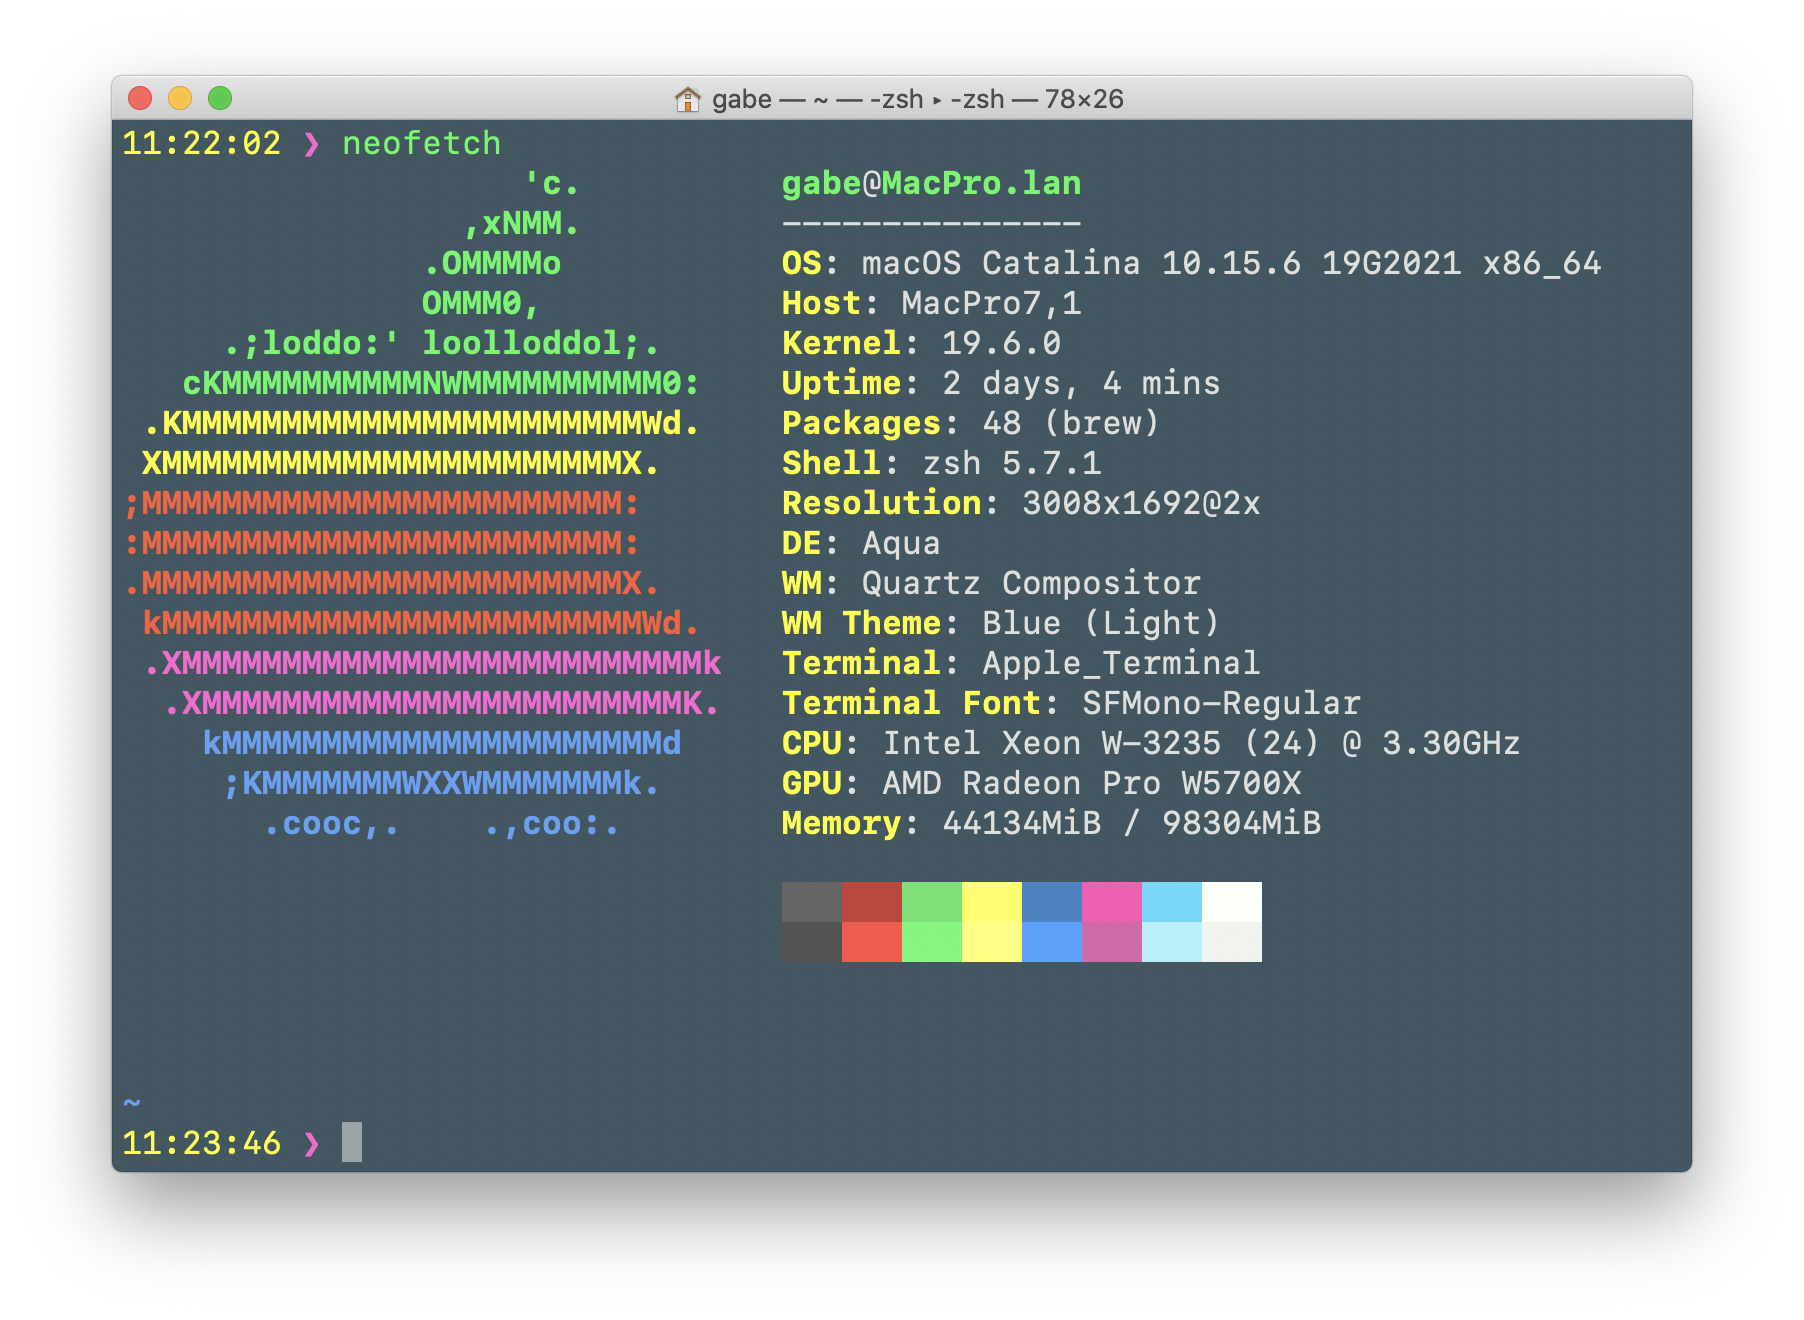 gabe — ~ — -zsh ▸ -zsh — 78×26
11:22:02 ❯ neofetch
                    'c.          gabe@MacPro.lan
                 ,xNMM.          ---------------
               .OMMMMo           OS: macOS Catalina 10.15.6 19G2021 x86_64
               OMMM0,            Host: MacPro7,1
     .;loddo:' loolloddol;.      Kernel: 19.6.0
   cKMMMMMMMMMMNWMMMMMMMMMM0:    Uptime: 2 days, 4 mins
 .KMMMMMMMMMMMMMMMMMMMMMMMWd.    Packages: 48 (brew)
 XMMMMMMMMMMMMMMMMMMMMMMMX.      Shell: zsh 5.7.1
;MMMMMMMMMMMMMMMMMMMMMMMM:       Resolution: 3008x1692@2x
:MMMMMMMMMMMMMMMMMMMMMMMM:       DE: Aqua
.MMMMMMMMMMMMMMMMMMMMMMMMX.      WM: Quartz Compositor
 kMMMMMMMMMMMMMMMMMMMMMMMMWd.    WM Theme: Blue (Light)
 .XMMMMMMMMMMMMMMMMMMMMMMMMMMk   Terminal: Apple_Terminal
  .XMMMMMMMMMMMMMMMMMMMMMMMMK.   Terminal Font: SFMono-Regular
    kMMMMMMMMMMMMMMMMMMMMMMd     CPU: Intel Xeon W-3235 (24) @ 3.30GHz
     ;KMMMMMMMWXXWMMMMMMMk.      GPU: AMD Radeon Pro W5700X
       .cooc,.    .,coo:.        Memory: 44134MiB / 98304MiB
~
11:23:46 ❯